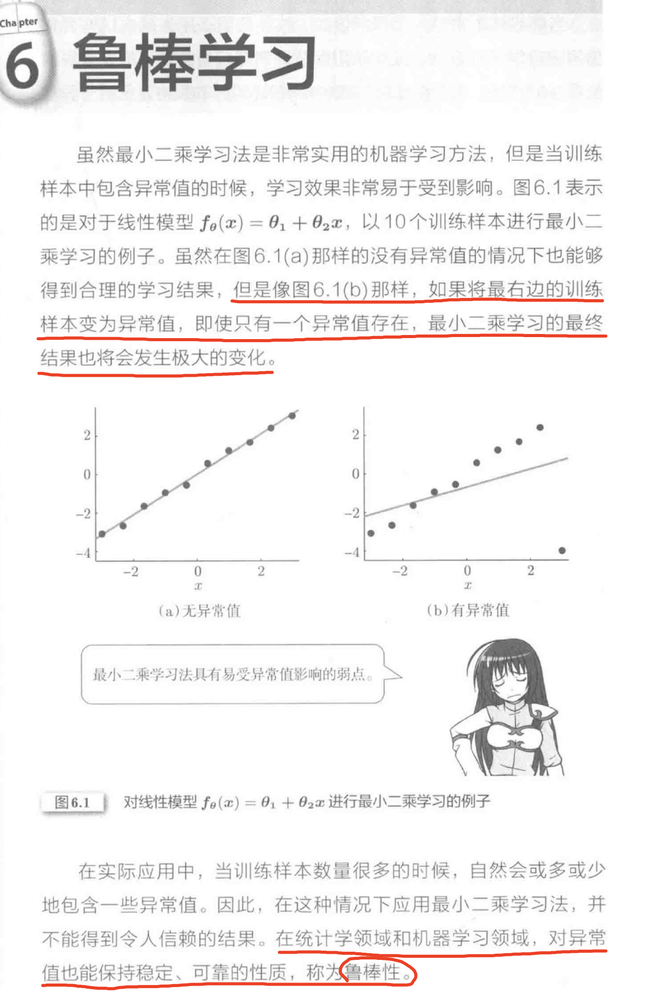 Chapter
6 鲁棒学习
虽然最小二乘学习法是非常实用的机器学习方法，但是当训练
样本中包含异常值的时候，学习效果非常易于受到影响。图6.1表示
的是对于线性模型 fθ(x) = θ1 + θ2x，以10个训练样本进行最小二
乘学习的例子。虽然在图6.1(a)那样的没有异常值的情况下也能够
得到合理的学习结果，但是像图6.1(b)那样，如果将最右边的训练
样本变为异常值，即使只有一个异常值存在，最小二乘学习的最终
结果也将会发生极大的变化。
2
0
−2
−4
−2 0 2
x
(a)无异常值
2
0
−2
−4
−2 0 2
x
(b)有异常值
最小二乘学习法具有易受异常值影响的弱点。
图6.1 对线性模型 fθ(x) = θ1 + θ2x 进行最小二乘学习的例子
在实际应用中，当训练样本数量很多的时候，自然会或多或少
地包含一些异常值。因此，在这种情况下应用最小二乘学习法，并
不能得到令人信赖的结果。在统计学领域和机器学习领域，对异常
值也能保持稳定、可靠的性质，称为鲁棒性。